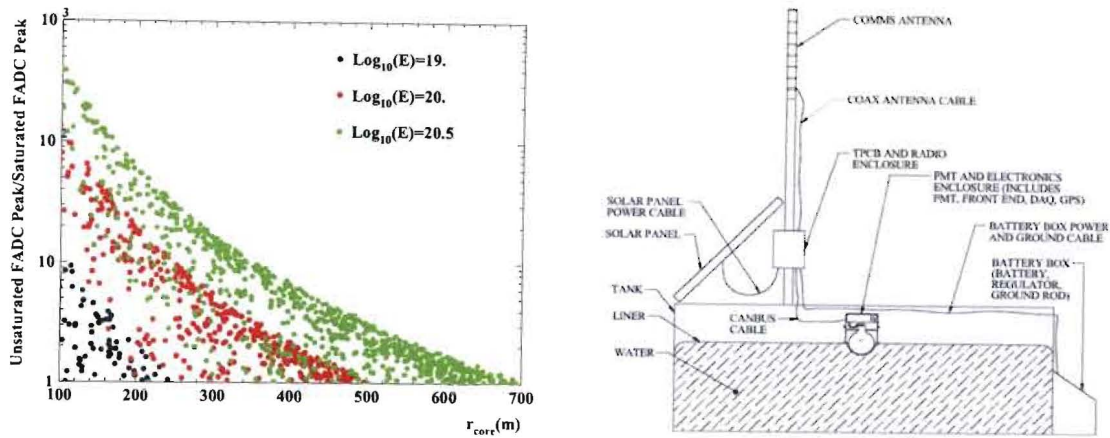 Unsaturated FADC Peak/Saturated FADC Peak
10³
10²
10
1
Log₁₀(E)=19.
Log₁₀(E)=20.
Log₁₀(E)=20.5
100
200
300
400
500
600
700
r_core(m)
COMMS ANTENNA
COAX ANTENNA CABLE
TPCB AND RADIO
ENCLOSURE
PMT AND ELECTRONICS
ENCLOSURE (INCLUDES
PMT, FRONT END, DAQ, GPS)
SOLAR PANEL
POWER CABLE
SOLAR PANEL
BATTERY BOX POWER
AND GROUND CABLE
BATTERY BOX
(BATTERY,
REGULATOR,
GROUND ROD)
TANK
LINER
CANBUS
CABLE
WATER